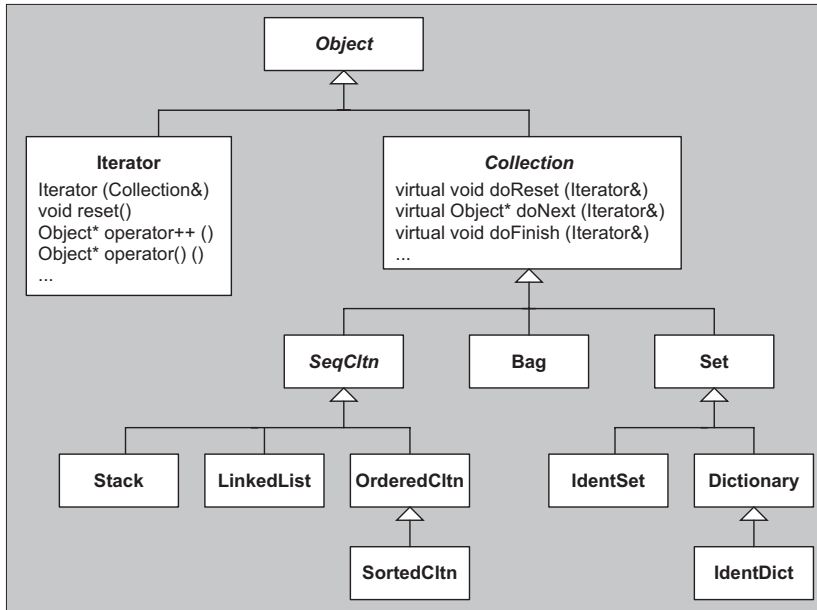 Object
Iterator
Iterator (Collection&)
void reset()
Object* operator++ ()
Object* operator() ()
...
Collection
virtual void doReset (Iterator&)
virtual Object* doNext (Iterator&)
virtual void doFinish (Iterator&)
...
SeqCltn
Bag
Set
Stack
LinkedList
OrderedCltn
IdentSet
Dictionary
SortedCltn
IdentDict